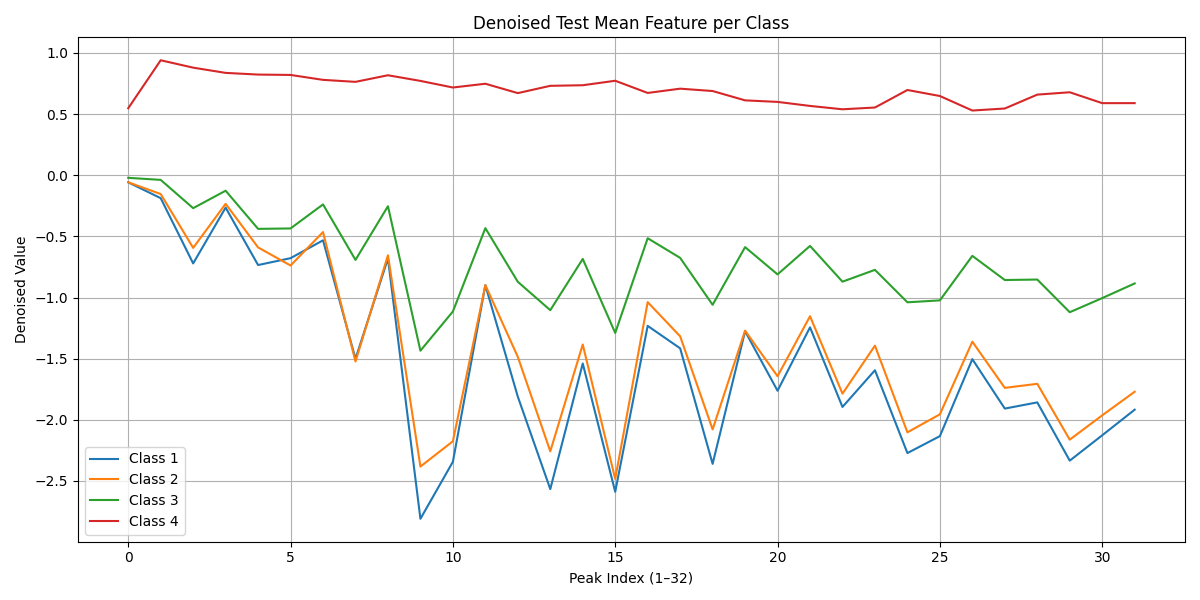 Denoised Test Mean Feature per Class
Denoised Value
1.0
0.5
0.0
−0.5
−1.0
−1.5
−2.0
−2.5
Class 1
Class 2
Class 3
Class 4
0 5 10 15 20 25 30
Peak Index (1–32)